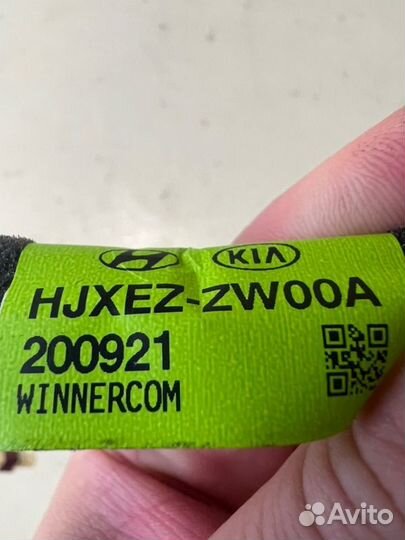 KIA
HJXEZ-ZW00A
200921
WINNERCOM
Avito